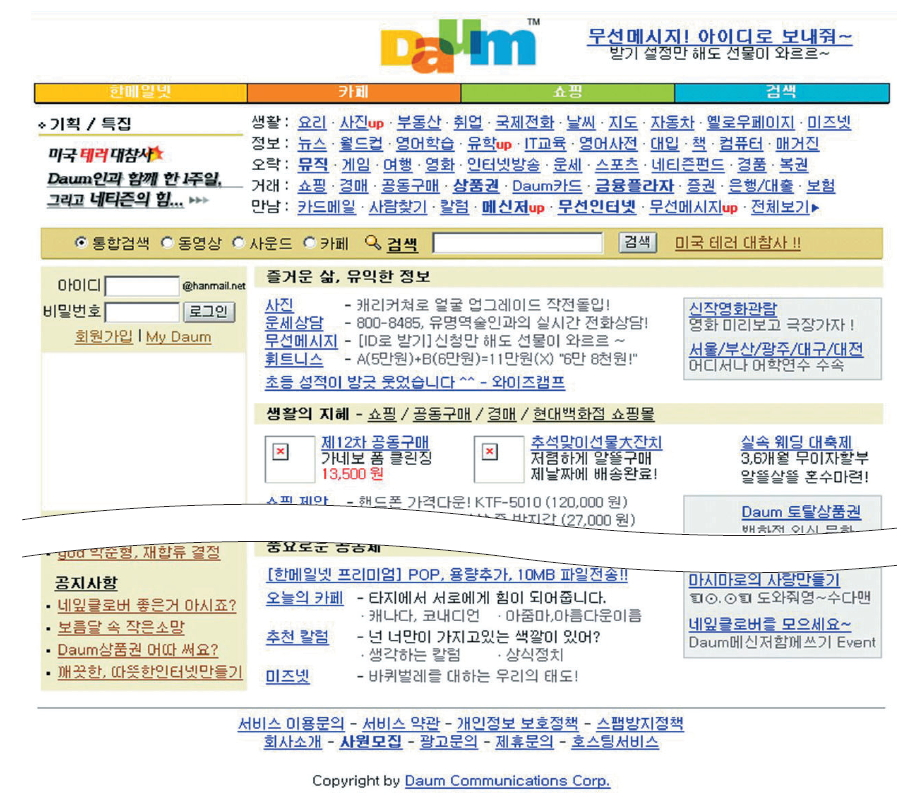 Daum TM
무선메시지! 아이디로 보내줘~
받기 설정만 해도 선물이 와르르~
한메일넷 카페 쇼핑 검색
기획 / 특집
미국 테러 대참사
Daum인과 함께 한 1주일,
그리고 네티즌의 힘...
생활: 요리 · 사진up · 부동산 · 취업 · 국제전화 · 날씨 · 지도 · 자동차 · 옐로우페이지 · 미즈넷
정보: 뉴스 · 월드컵 · 영어학습 · 유학up · IT교육 · 영어사전 · 대입 · 책 · 컴퓨터 · 매거진
오락: 뮤직 · 게임 · 여행 · 영화 · 인터넷방송 · 운세 · 스포츠 · 네티즌펀드 · 경품 · 복권
거래: 쇼핑 · 경매 · 공동구매 · 상품권 · Daum카드 · 금융플라자 · 증권 · 은행/대출 · 보험
만남: 카드메일 · 사람찾기 · 칼럼 · 메신저up · 무선인터넷 · 무선메시지up · 전체보기▶
통합검색 동영상 사운드 카페 검색 검색 미국 테러 대참사 !!
아이디 @hanmail.net
비밀번호 로그인
회원가입 | My Daum
즐거운 삶, 유익한 정보
사진 - 캐리커쳐로 얼굴 업그레이드 작전돌입!
운세상담 - 800-8485, 유명역술인과의 실시간 전화상담!
무선메시지 - [ID로 받기] 신청만 해도 선물이 와르르 ~
휘트니스 - A(5만원)+B(6만원)=11만원(X) "6만 8천원!"
초등 성적이 방긋 웃었습니다 ^^ - 와이즈캠프
신작영화관람
영화 미리보고 극장가자 !
서울/부산/광주/대구/대전
어디서나 어학연수 수속
생활의 지혜 - 쇼핑 / 공동구매 / 경매 / 현대백화점 쇼핑몰
제12차 공동구매
가네보 폼 클린징
13,500 원
추석맞이선물大잔치
저렴하게 알뜰구매
제날짜에 배송완료!
실속 웨딩 대축제
3,6개월 무이자할부
알뜰살뜰 혼수마련!
쇼핑 제안 - 핸드폰 가격다운! KTF-5010 (120,000 원)
반지갑 (27,000 원)
Daum 토탈상품권
god 박준형, 재합류 결정
공지사항
· 네잎클로버 좋은거 아시죠?
· 보름달 속 작은소망
· Daum상품권 어따 써요?
· 깨끗한, 따뜻한인터넷만들기
풍요로운 공동체
[한메일넷 프리미엄] POP, 용량추가, 10MB 파일전송!!
오늘의 카페 - 타지에서 서로에게 힘이 되어줍니다.
· 캐나다, 코내디언 · 아줌마,아름다운이름
추천 칼럼 - 넌 너만이 가지고있는 색깔이 있어?
· 생각하는 칼럼 · 상식정치
미즈넷 - 바퀴벌레를 대하는 우리의 태도!
마시마로의 사랑만들기
도와줘영~수다맨
네잎클로버를 모으세요~
Daum메신저함께쓰기 Event
서비스 이용문의 - 서비스 약관 - 개인정보 보호정책 - 스팸방지정책
회사소개 - 사원모집 - 광고문의 - 제휴문의 - 호스팅서비스
Copyright by Daum Communications Corp.